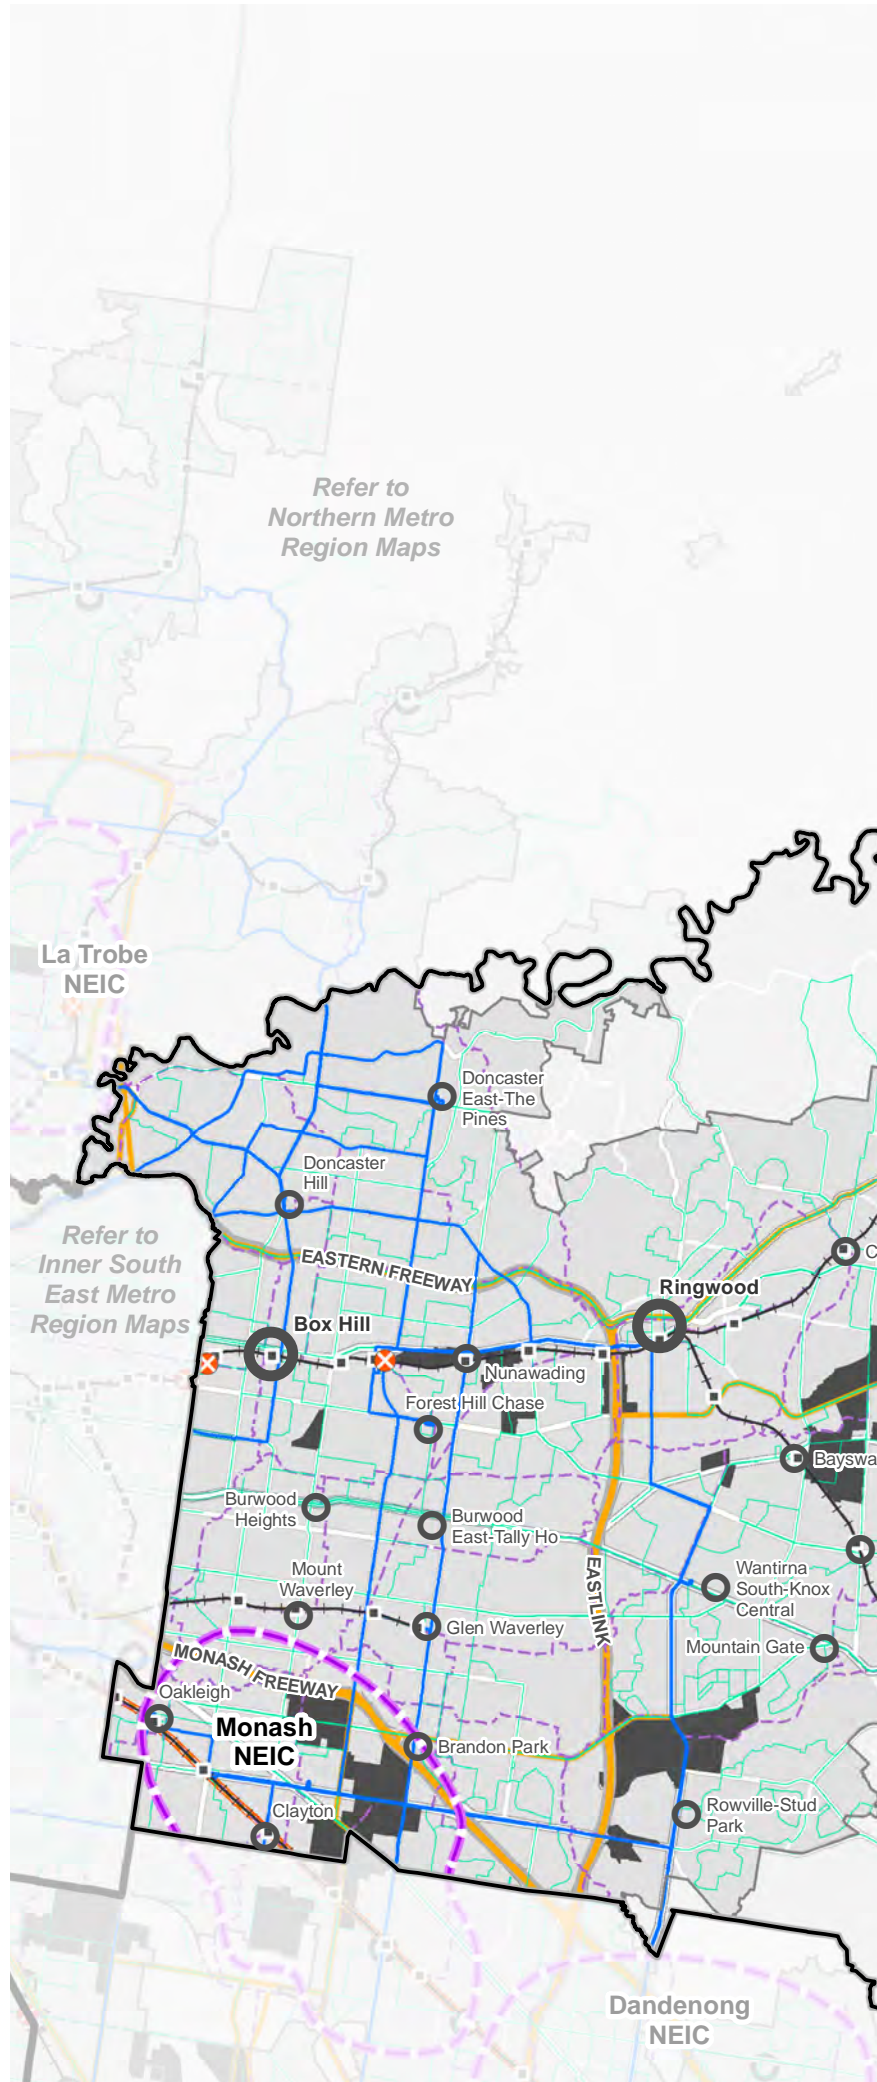 Refer to
Northern Metro
Region Maps
La Trobe
NEIC
Doncaster
East-The
Pines
Doncaster
Hill
Refer to
Inner South
East Metro
Region Maps
EASTERN FREEWAY
Ringwood
Box Hill
Nunawading
Forest Hill Chase
Burwood
Heights
Burwood
East-Tally Ho
Mount
Waverley
EASTLINK
Wantirna
South-Knox
Central
Glen Waverley
Mountain Gate
MONASH FREEWAY
Oakleigh
Monash
NEIC
Brandon Park
Clayton
Rowville-Stud
Park
Dandenong
NEIC